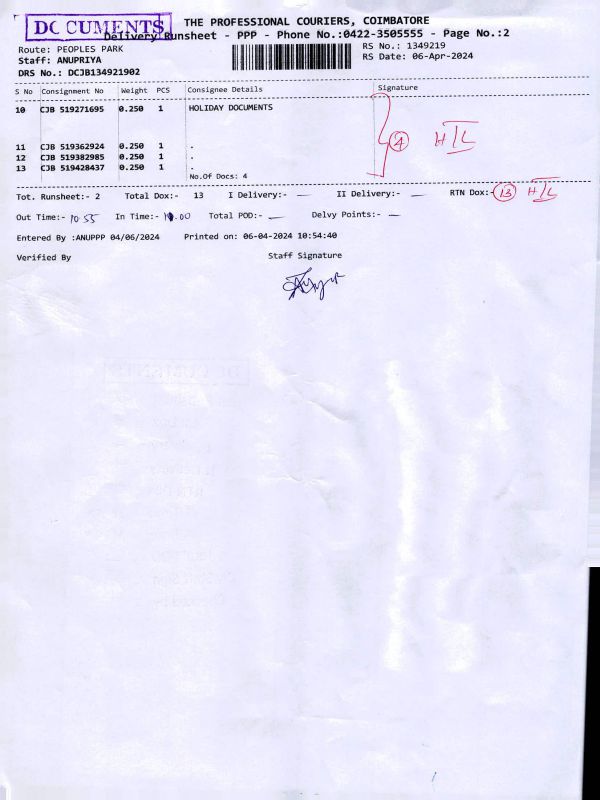 DOCUMENTS
THE PROFESSIONAL COURIERS, COIMBATORE
Delivery Runsheet - PPP - Phone No.:0422-3505555 - Page No.:2
Route: PEOPLES PARK
RS No.: 1349219
Staff: ANUPRIYA
RS Date: 06-Apr-2024
DRS No.: DCJB134921902
S No Consignment No Weight PCS Consignee Details Signature
10 CJB 519271695 0.250 1 HOLIDAY DOCUMENTS
4 H/L
11 CJB 519362924 0.250 1 .
12 CJB 519382985 0.250 1 .
13 CJB 519428437 0.250 1 .
No.Of Docs: 4
Tot. Runsheet:- 2 Total Dox:- 13 I Delivery:- — II Delivery:- — RTN Dox:- 13 H/L
Out Time:- 10 55 In Time:- .00 Total POD:- — Delvy Points:- —
Entered By :ANUPPP 04/06/2024 Printed on: 06-04-2024 10:54:40
Verified By Staff Signature